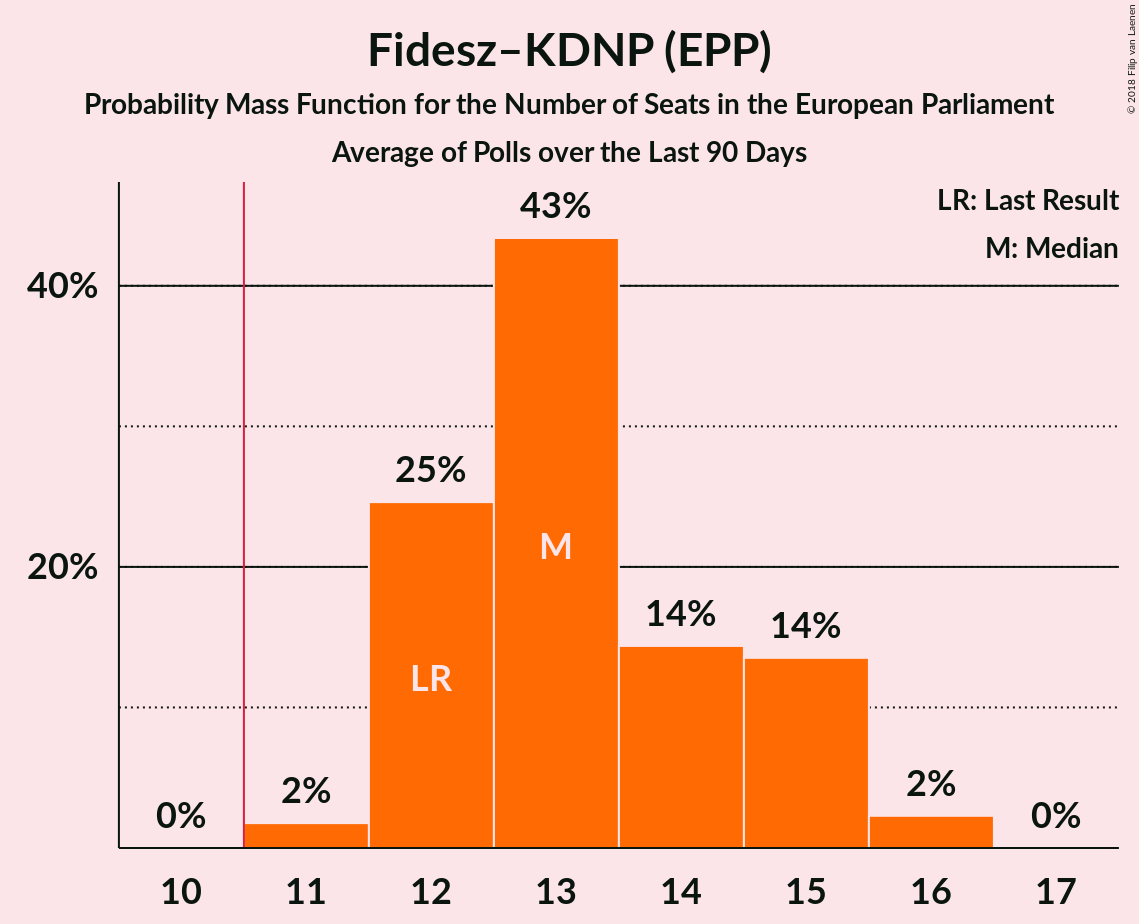 Fidesz–KDNP (EPP)
Probability Mass Function for the Number of Seats in the European Parliament
Average of Polls over the Last 90 Days
© 2018 Filip van Laenen
LR: Last Result
M: Median
43%
40%
25%
M
20%
14%
14%
LR
2%
2%
0%
0%
10 11 12 13 14 15 16 17